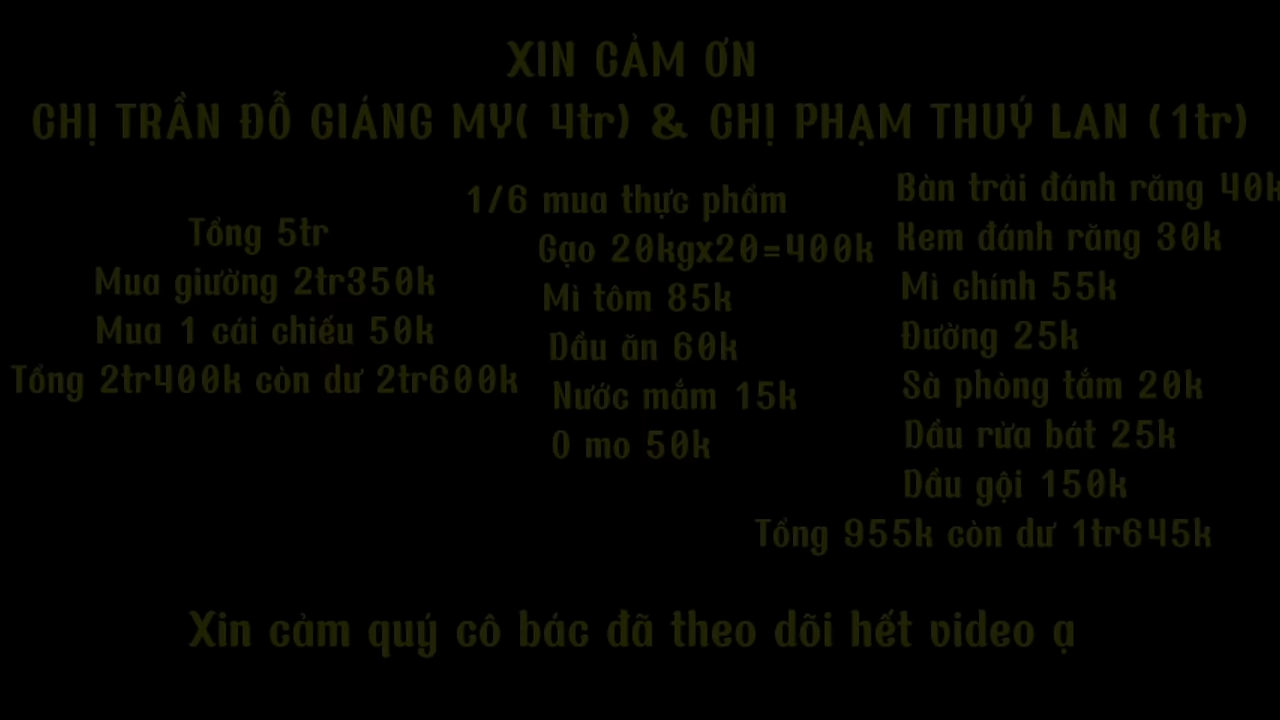 XIN CẢM ƠN
CHỊ TRẦN ĐỖ GIÁNG MY( 4tr) & CHỊ PHẠM THUÝ LAN (1tr)
Tổng 5tr
Mua giường 2tr350k
Mua 1 cái chiếu 50k
Tổng 2tr400k còn dư 2tr600k
1/6 mua thực phẩm
Gạo 20kgx20=400k
Mì tôm 85k
Dầu ăn 60k
Nước mắm 15k
O mo 50k
Bàn trải đánh răng 40k
Kem đánh răng 30k
Mì chính 55k
Đường 25k
Sà phòng tắm 20k
Dầu rửa bát 25k
Dầu gội 150k
Tổng 955k còn dư 1tr645k
Xin cảm quý cô bác đã theo dõi hết video ạ